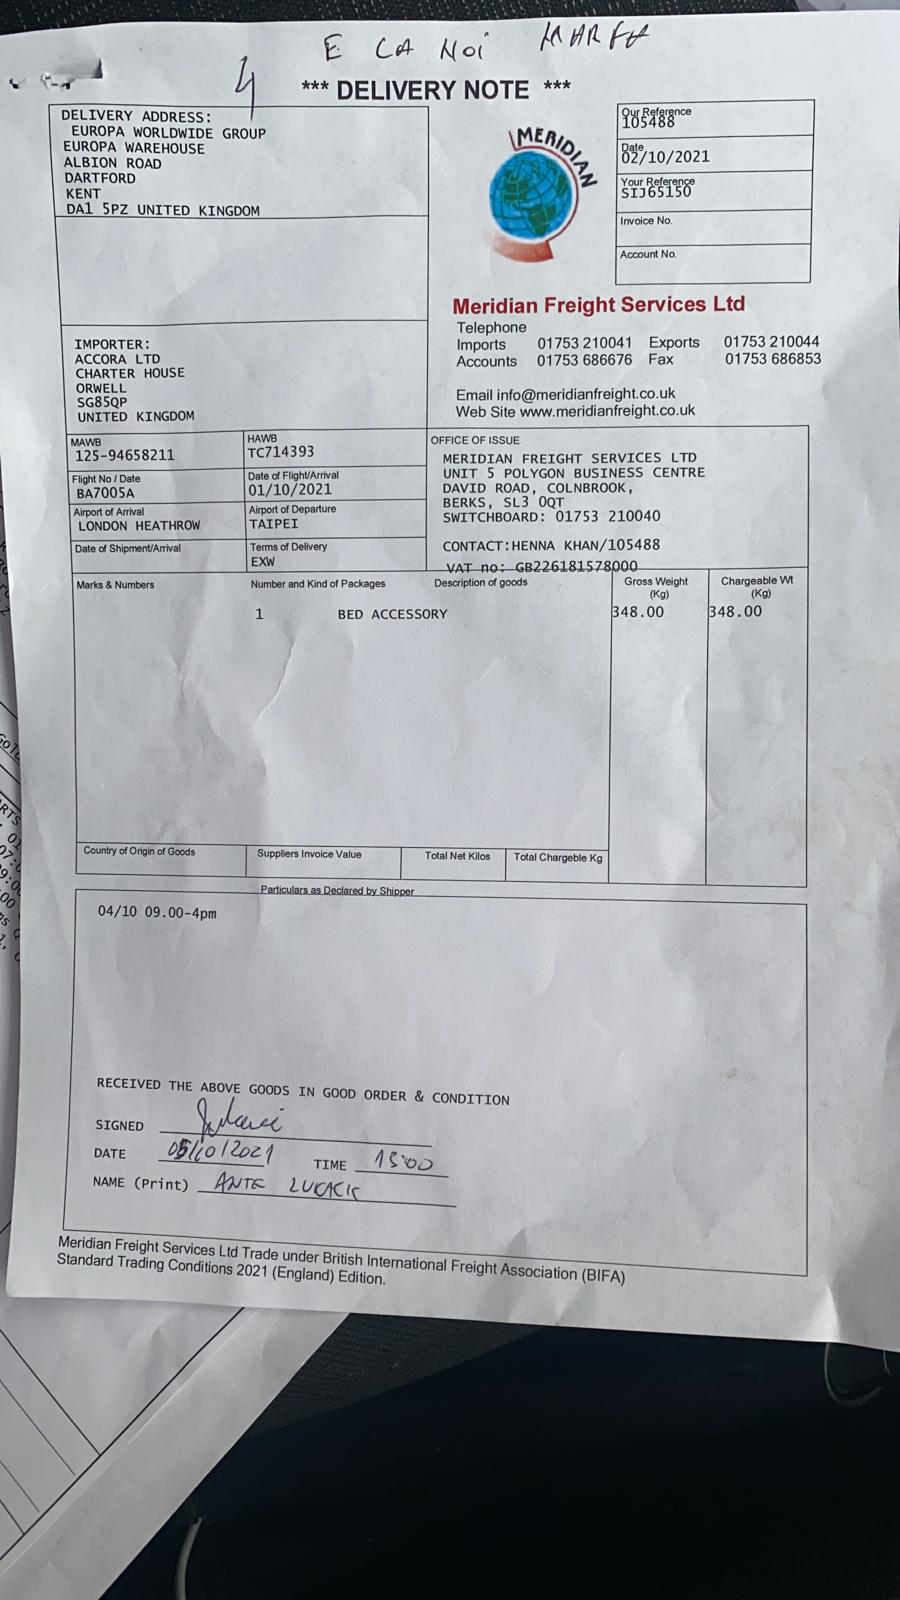 E CA NOi MARFA
4
*** DELIVERY NOTE ***
DELIVERY ADDRESS:
EUROPA WORLDWIDE GROUP
EUROPA WAREHOUSE
ALBION ROAD
DARTFORD
KENT
DA1 5PZ UNITED KINGDOM
MERIDIAN
Our Reference
105488
Date
02/10/2021
Your Reference
SIJ65150
Invoice No.
Account No.
Meridian Freight Services Ltd
Telephone
Imports 01753 210041 Exports 01753 210044
Accounts 01753 686676 Fax 01753 686853
Email info@meridianfreight.co.uk
Web Site www.meridianfreight.co.uk
IMPORTER:
ACCORA LTD
CHARTER HOUSE
ORWELL
SG85QP
UNITED KINGDOM
MAWB
125-94658211
HAWB
TC714393
Flight No / Date
BA7005A
Date of Flight/Arrival
01/10/2021
Airport of Arrival
LONDON HEATHROW
Airport of Departure
TAIPEI
Date of Shipment/Arrival
Terms of Delivery
EXW
OFFICE OF ISSUE
MERIDIAN FREIGHT SERVICES LTD
UNIT 5 POLYGON BUSINESS CENTRE
DAVID ROAD, COLNBROOK,
BERKS, SL3 0QT
SWITCHBOARD: 01753 210040
CONTACT:HENNA KHAN/105488
VAT no: GB226181578000
Marks & Numbers Number and Kind of Packages Description of goods Gross Weight (Kg) Chargeable Wt (Kg)
1 BED ACCESSORY 348.00 348.00
Country of Origin of Goods Suppliers Invoice Value Total Net Kilos Total Chargeble Kg
Particulars as Declared by Shipper
04/10 09.00-4pm
RECEIVED THE ABOVE GOODS IN GOOD ORDER & CONDITION
SIGNED
DATE 05/10/2021 TIME 15:00
NAME (Print) ANTE LUKACIC
Meridian Freight Services Ltd Trade under British International Freight Association (BIFA)
Standard Trading Conditions 2021 (England) Edition.